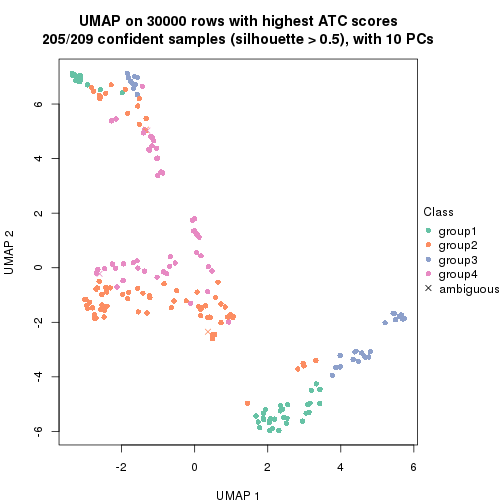 UMAP on 30000 rows with highest ATC scores
205/209 confident samples (silhouette > 0.5), with 10 PCs
6
4
2
0
-2
-4
-6
UMAP 2
-2
0
2
4
6
UMAP 1
Class
group1
group2
group3
group4
ambiguous